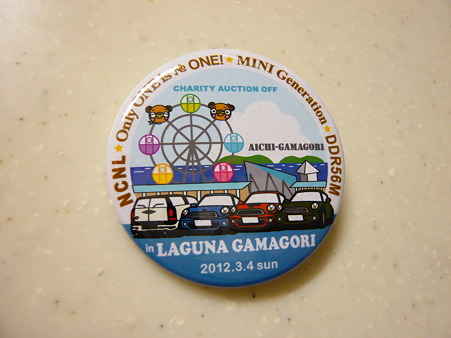 NCNL★Only ONE is No ONE!★MINI Generation★DDR56M
CHARITY AUCTION OFF
AICHI-GAMAGORI
in LAGUNA GAMAGORI
2012.3.4 sun